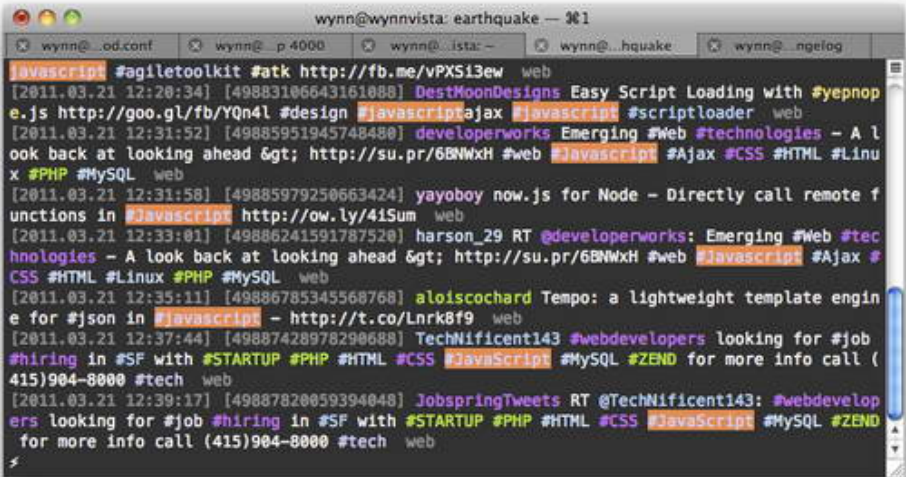 wynn@wynnvista: earthquake — ⌘1
wynn@...od.conf wynn@...p 4000 wynn@...ista: ~ wynn@...hquake wynn@...ngelog
javascript #agiletoolkit #atk http://fb.me/vPXSi3ew web
[2011.03.21 12:20:34] [49883106643161088] DestMoonDesigns Easy Script Loading with #yepnop
e.js http://goo.gl/fb/YQn4l #design #javascriptajax #javascript #scriptloader web
[2011.03.21 12:31:52] [49885951945748480] developerworks Emerging #Web #technologies – A l
ook back at looking ahead &gt; http://su.pr/6BNWxH #web #Javascript #Ajax #CSS #HTML #Linu
x #PHP #MySQL web
[2011.03.21 12:31:58] [49885979250663424] yayoboy now.js for Node – Directly call remote f
unctions in #Javascript http://ow.ly/4iSum web
[2011.03.21 12:33:01] [49886241591787520] harson_29 RT @developerworks: Emerging #Web #tec
hnologies – A look back at looking ahead &gt; http://su.pr/6BNWxH #web #Javascript #Ajax #
CSS #HTML #Linux #PHP #MySQL web
[2011.03.21 12:35:11] [49886785345568768] aloiscochard Tempo: a lightweight template engin
e for #json in #javascript – http://t.co/Lnrk8f9 web
[2011.03.21 12:37:44] [49887428978290688] TechNificent143 #webdevelopers looking for #job
#hiring in #SF with #STARTUP #PHP #HTML #CSS #JavaScript #MySQL #ZEND for more info call (
415)904-8000 #tech web
[2011.03.21 12:39:17] [49887820059394048] JobspringTweets RT @TechNificent143: #webdevelop
ers looking for #job #hiring in #SF with #STARTUP #PHP #HTML #CSS #JavaScript #MySQL #ZEND
for more info call (415)904-8000 #tech web
⚡